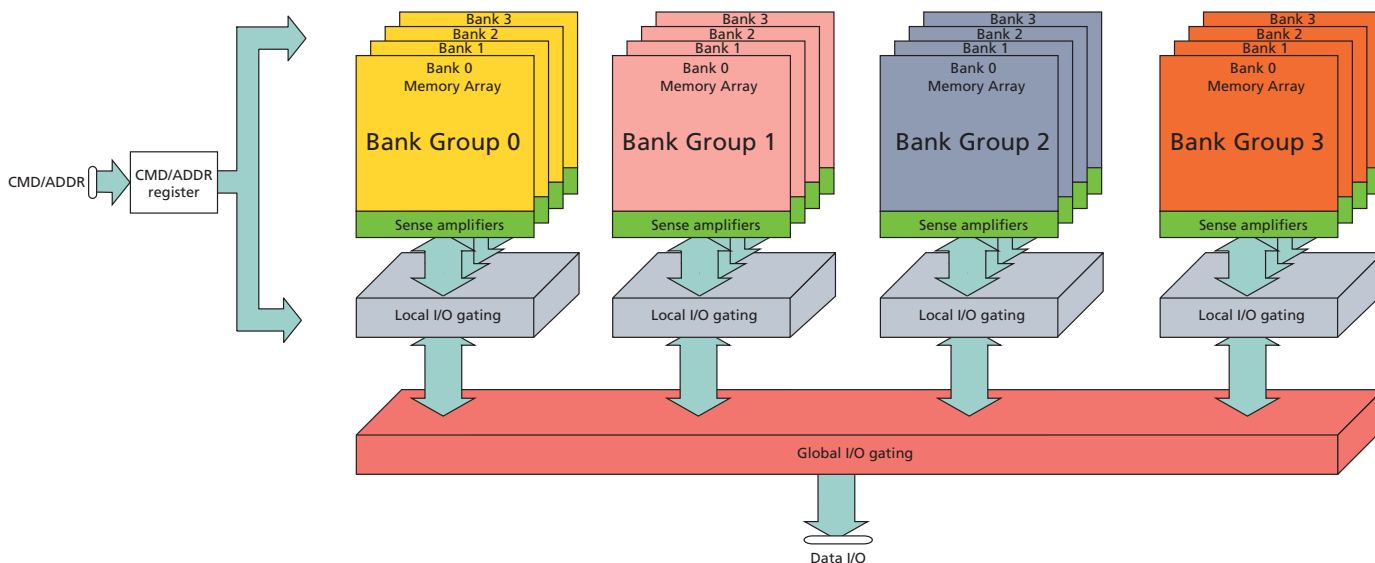 Bank 3
Bank 2
Bank 1
Bank 0
Memory Array
Bank Group 0
Sense amplifiers
Bank 3
Bank 2
Bank 1
Bank 0
Memory Array
Bank Group 1
Sense amplifiers
Bank 3
Bank 2
Bank 1
Bank 0
Memory Array
Bank Group 2
Sense amplifiers
Bank 3
Bank 2
Bank 1
Bank 0
Memory Array
Bank Group 3
Sense amplifiers
CMD/ADDR
CMD/ADDR
register
Local I/O gating
Local I/O gating
Local I/O gating
Local I/O gating
Global I/O gating
Data I/O